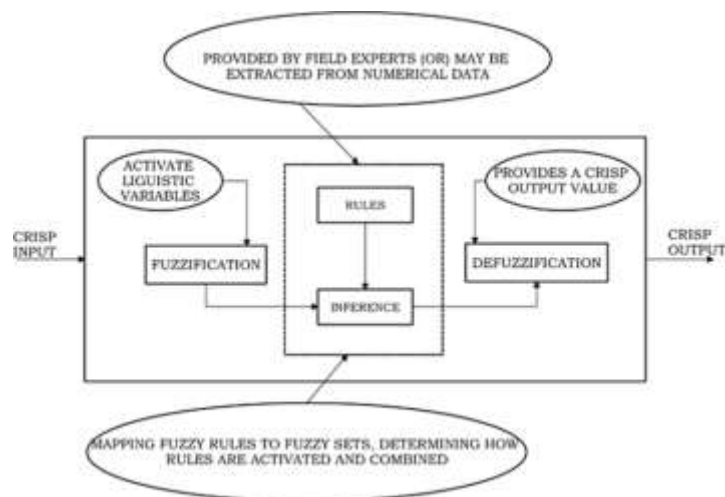 PROVIDED BY FIELD EXPERTS (OR) MAY BE
EXTRACTED FROM NUMERICAL DATA
ACTIVATE
LIGUISTIC
VARIABLES
PROVIDES A CRISP
OUTPUT VALUE
RULES
CRISP
INPUT
CRISP
OUTPUT
FUZZIFICATION
DEFUZZIFICATION
INFERENCE
MAPPING FUZZY RULES TO FUZZY SETS, DETERMINING HOW
RULES ARE ACTIVATED AND COMBINED